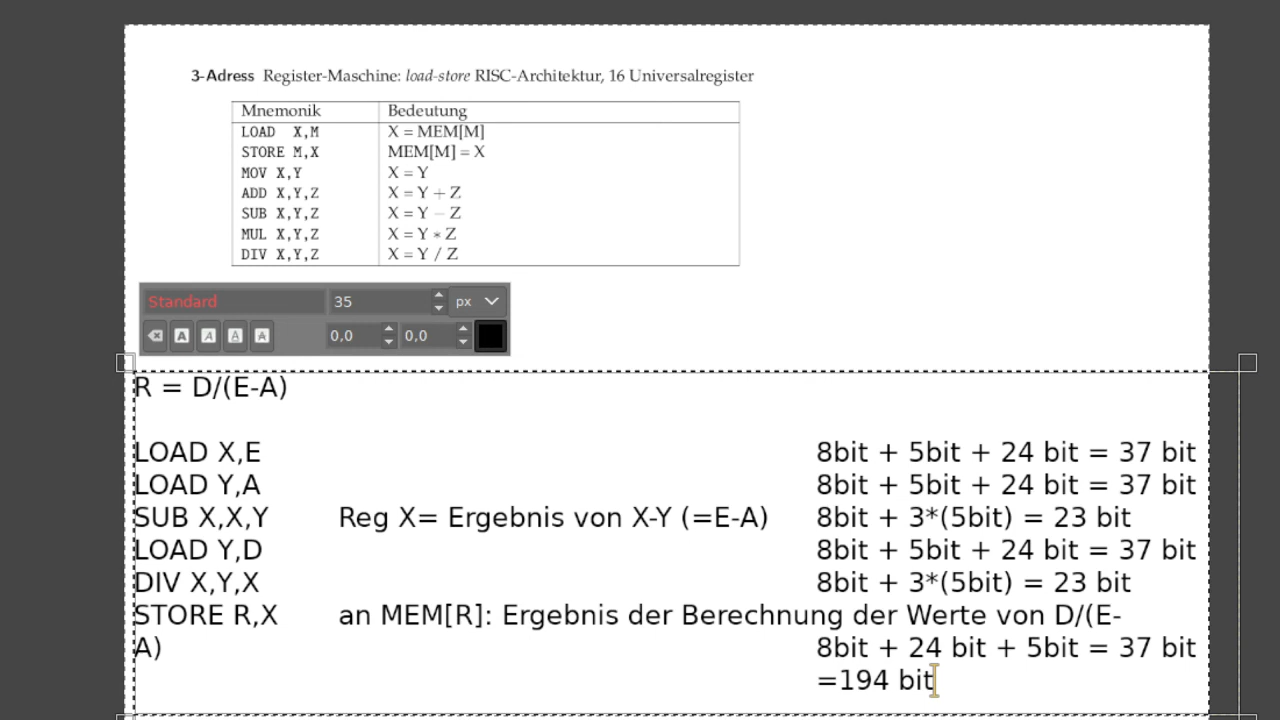 3-Adress Register-Maschine: load-store RISC-Architektur, 16 Universalregister
Mnemonik Bedeutung
LOAD X,M X = MEM[M]
STORE M,X MEM[M] = X
MOV X,Y X = Y
ADD X,Y,Z X = Y + Z
SUB X,Y,Z X = Y − Z
MUL X,Y,Z X = Y * Z
DIV X,Y,Z X = Y / Z
Standard 35 px
A A A A 0,0 0,0
R = D/(E-A)
LOAD X,E 8bit + 5bit + 24 bit = 37 bit
LOAD Y,A 8bit + 5bit + 24 bit = 37 bit
SUB X,X,Y Reg X= Ergebnis von X-Y (=E-A) 8bit + 3*(5bit) = 23 bit
LOAD Y,D 8bit + 5bit + 24 bit = 37 bit
DIV X,Y,X 8bit + 3*(5bit) = 23 bit
STORE R,X an MEM[R]: Ergebnis der Berechnung der Werte von D/(E-
A) 8bit + 24 bit + 5bit = 37 bit
=194 bit